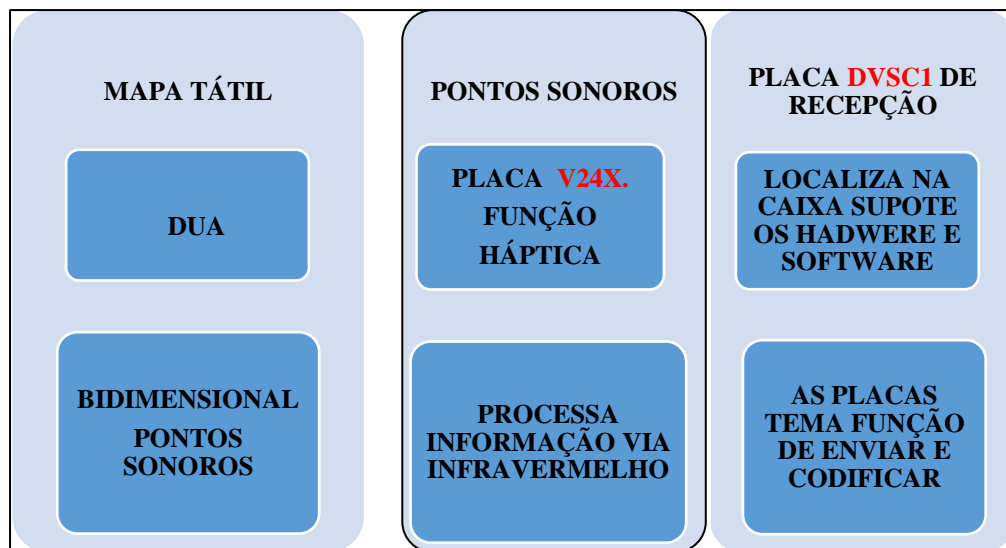 MAPA TÁTIL
DUA
BIDIMENSIONAL
PONTOS
SONOROS
PONTOS SONOROS
PLACA V24X.
FUNÇÃO
HÁPTICA
PROCESSA
INFORMAÇÃO VIA
INFRAVERMELHO
PLACA DVSC1 DE
RECEPÇÃO
LOCALIZA NA
CAIXA SUPOTE
OS HADWERE E
SOFTWARE
AS PLACAS
TEMA FUNÇÃO
DE ENVIAR E
CODIFICAR